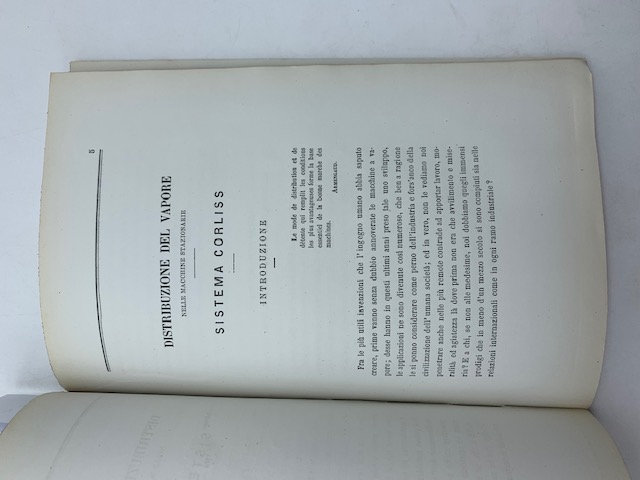 5
DISTRIBUZIONE DEL VAPORE
NELLE MACCHINE STAZIONARIE
SISTEMA CORLISS
INTRODUZIONE
Le mode de distribution et de
détente qui remplit les conditions
les plus avantageuses forme la base
essentiel de la bonne marche des
machines.
ARMENGAUD.
Fra le più utili invenzioni che l'ingegno umano abbia saputo
creare, prime vanno senza dubbio annoverate le macchine a va-
pore; desse hanno in questi ultimi anni preso tale uno sviluppo,
le applicazioni ne sono divenute così numerose, che ben a ragione
le si ponno considerare come perno dell'industria e fors'anco della
civilizzazione dell'umana società; ed in vero, non le vediamo noi
penetrare anche nelle più remote contrade ad apportar lavoro, mo-
ralità ed agiatezza là dove prima non era che avvilimento e mise-
ria? E a chi, se non alle medesime, noi dobbiamo quegli immensi
prodigi che in meno d'un mezzo secolo si sono compiuti sia nelle
relazioni internazionali come in ogni ramo industriale?